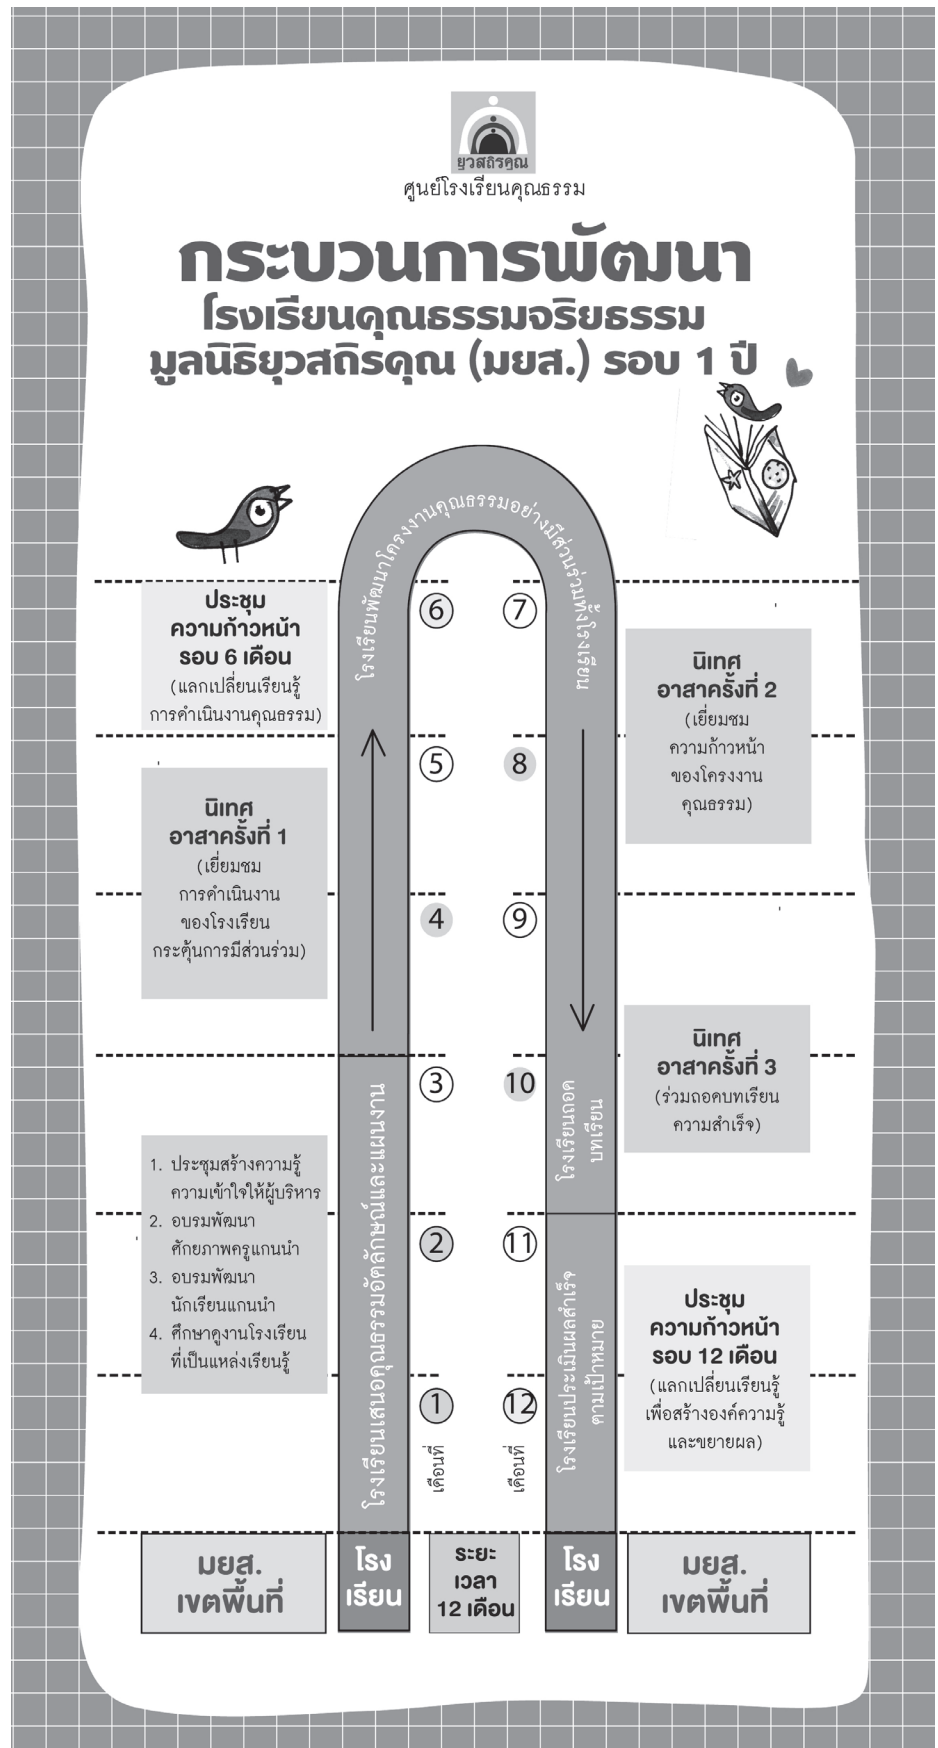 ยุวสถิรคุณ
ศูนย์โรงเรียนคุณธรรม
กระบวนการพัฒนา
โรงเรียนคุณธรรมจริยธรรม
มูลนิธิยุวสถิรคุณ (มยส.) รอบ 1 ปี
โรงเรียนพัฒนาโครงงานคุณธรรมอย่างมีส่วนร่วมทั้งโรงเรียน
ประชุม
ความก้าวหน้า
รอบ 6 เดือน
(แลกเปลี่ยนเรียนรู้
การดำเนินงานคุณธรรม)
นิเทศ
อาสาครั้งที่ 1
(เยี่ยมชม
การดำเนินงาน
ของโรงเรียน
กระตุ้นการมีส่วนร่วม)
1. ประชุมสร้างความรู้
ความเข้าใจให้ผู้บริหาร
2. อบรมพัฒนา
ศักยภาพครูแกนนำ
3. อบรมพัฒนา
นักเรียนแกนนำ
4. ศึกษาดูงานโรงเรียน
ที่เป็นแหล่งเรียนรู้
โรงเรียนเสนอคุณธรรมอัตลักษณ์และแผนงาน
6
5
4
3
2
1
เดือนที่
7
8
9
10
11
12
เดือนที่
โรงเรียนถอด
บทเรียน
โรงเรียนประเมินผลสำเร็จ
ตามเป้าหมาย
นิเทศ
อาสาครั้งที่ 2
(เยี่ยมชม
ความก้าวหน้า
ของโครงงาน
คุณธรรม)
นิเทศ
อาสาครั้งที่ 3
(ร่วมถอดบทเรียน
ความสำเร็จ)
ประชุม
ความก้าวหน้า
รอบ 12 เดือน
(แลกเปลี่ยนเรียนรู้
เพื่อสร้างองค์ความรู้
และขยายผล)
มยส.
เขตพื้นที่
โรง
เรียน
ระยะ
เวลา
12 เดือน
โรง
เรียน
มยส.
เขตพื้นที่